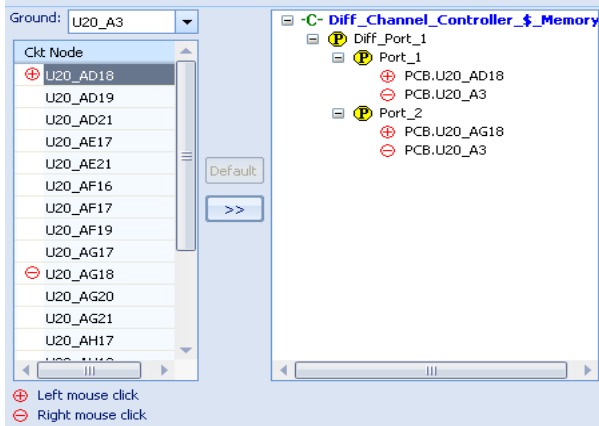 Ground: U20_A3
Ckt Node
U20_AD18
U20_AD19
U20_AD21
U20_AE17
U20_AE21
U20_AF16
U20_AF17
U20_AF19
U20_AG17
U20_AG18
U20_AG20
U20_AG21
U20_AH17
Default
>>
-C- Diff_Channel_Controller_$_Memory
P Diff_Port_1
P Port_1
PCB.U20_AD18
PCB.U20_A3
P Port_2
PCB.U20_AG18
PCB.U20_A3
Left mouse click
Right mouse click